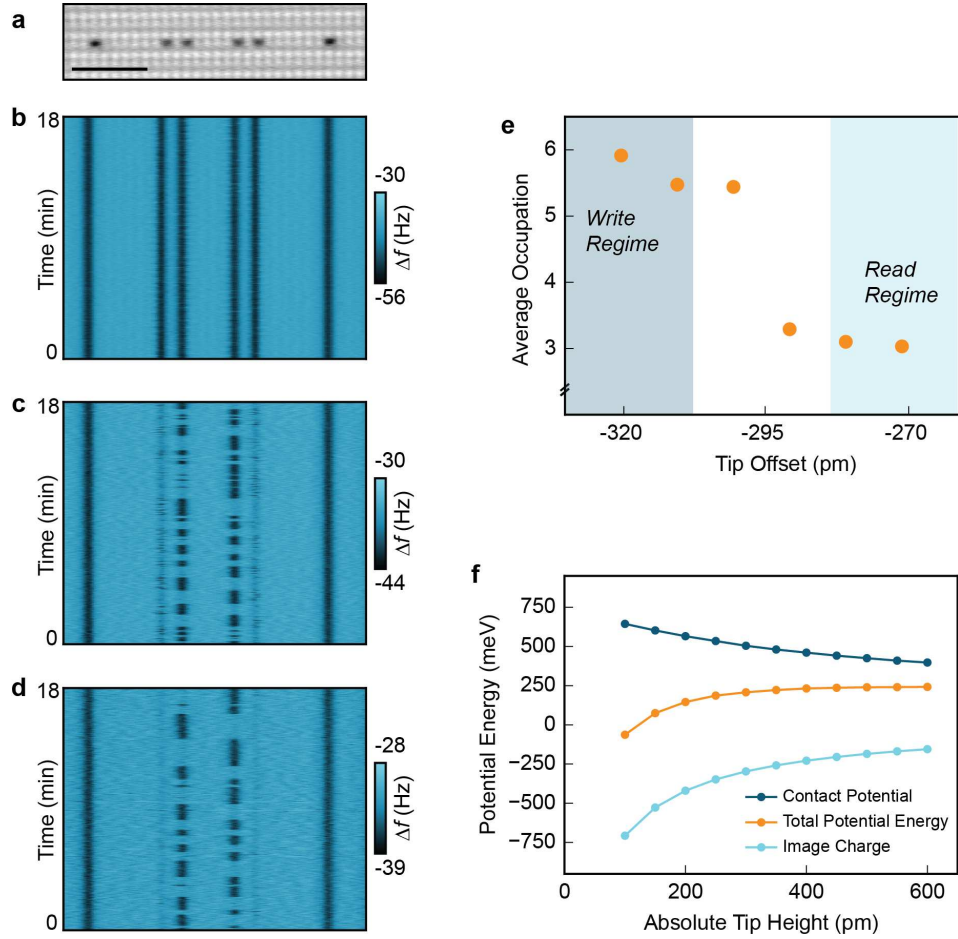 a
b
18
Time (min)
0
-30
Δf (Hz)
-56
c
18
Time (min)
0
-30
Δf (Hz)
-44
d
18
Time (min)
0
-28
Δf (Hz)
-39
e
6
5
4
3
Average Occupation
Write
Regime
Read
Regime
-320
-295
-270
Tip Offset (pm)
f
750
500
250
0
−250
−500
−750
Potential Energy (meV)
Contact Potential
Total Potential Energy
Image Charge
0
200
400
600
Absolute Tip Height (pm)